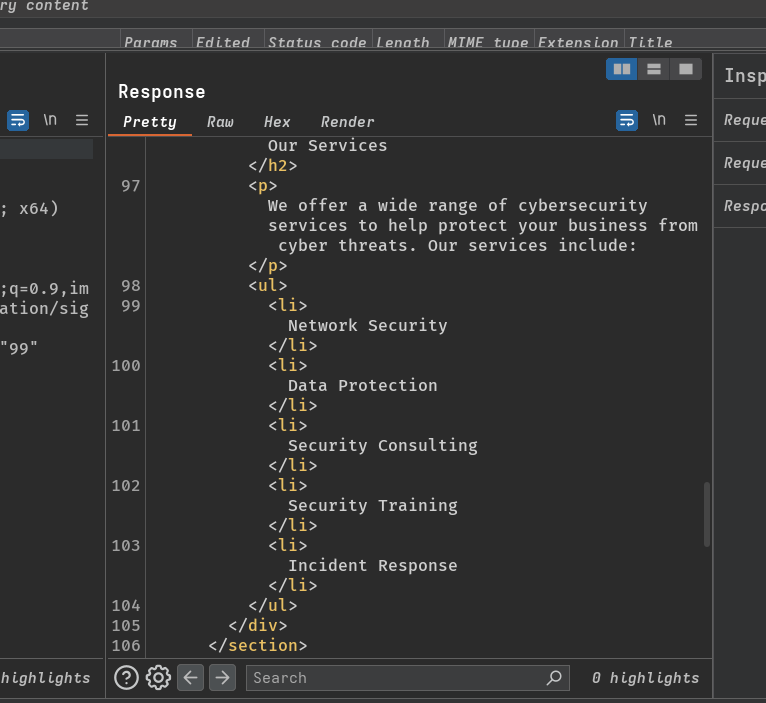 ry content
Params Edited Status code Length MIME type Extension Title
Response
Insp
Pretty Raw Hex Render
\n
\n
Reque
Reque
Respo
; x64)
;q=0.9,im
ation/sig
"99"
Our Services
</h2>
97 <p>
We offer a wide range of cybersecurity
services to help protect your business from
cyber threats. Our services include:
</p>
98 <ul>
99 <li>
Network Security
</li>
100 <li>
Data Protection
</li>
101 <li>
Security Consulting
</li>
102 <li>
Security Training
</li>
103 <li>
Incident Response
</li>
104 </ul>
105 </div>
106 </section>
highlights
Search
0 highlights